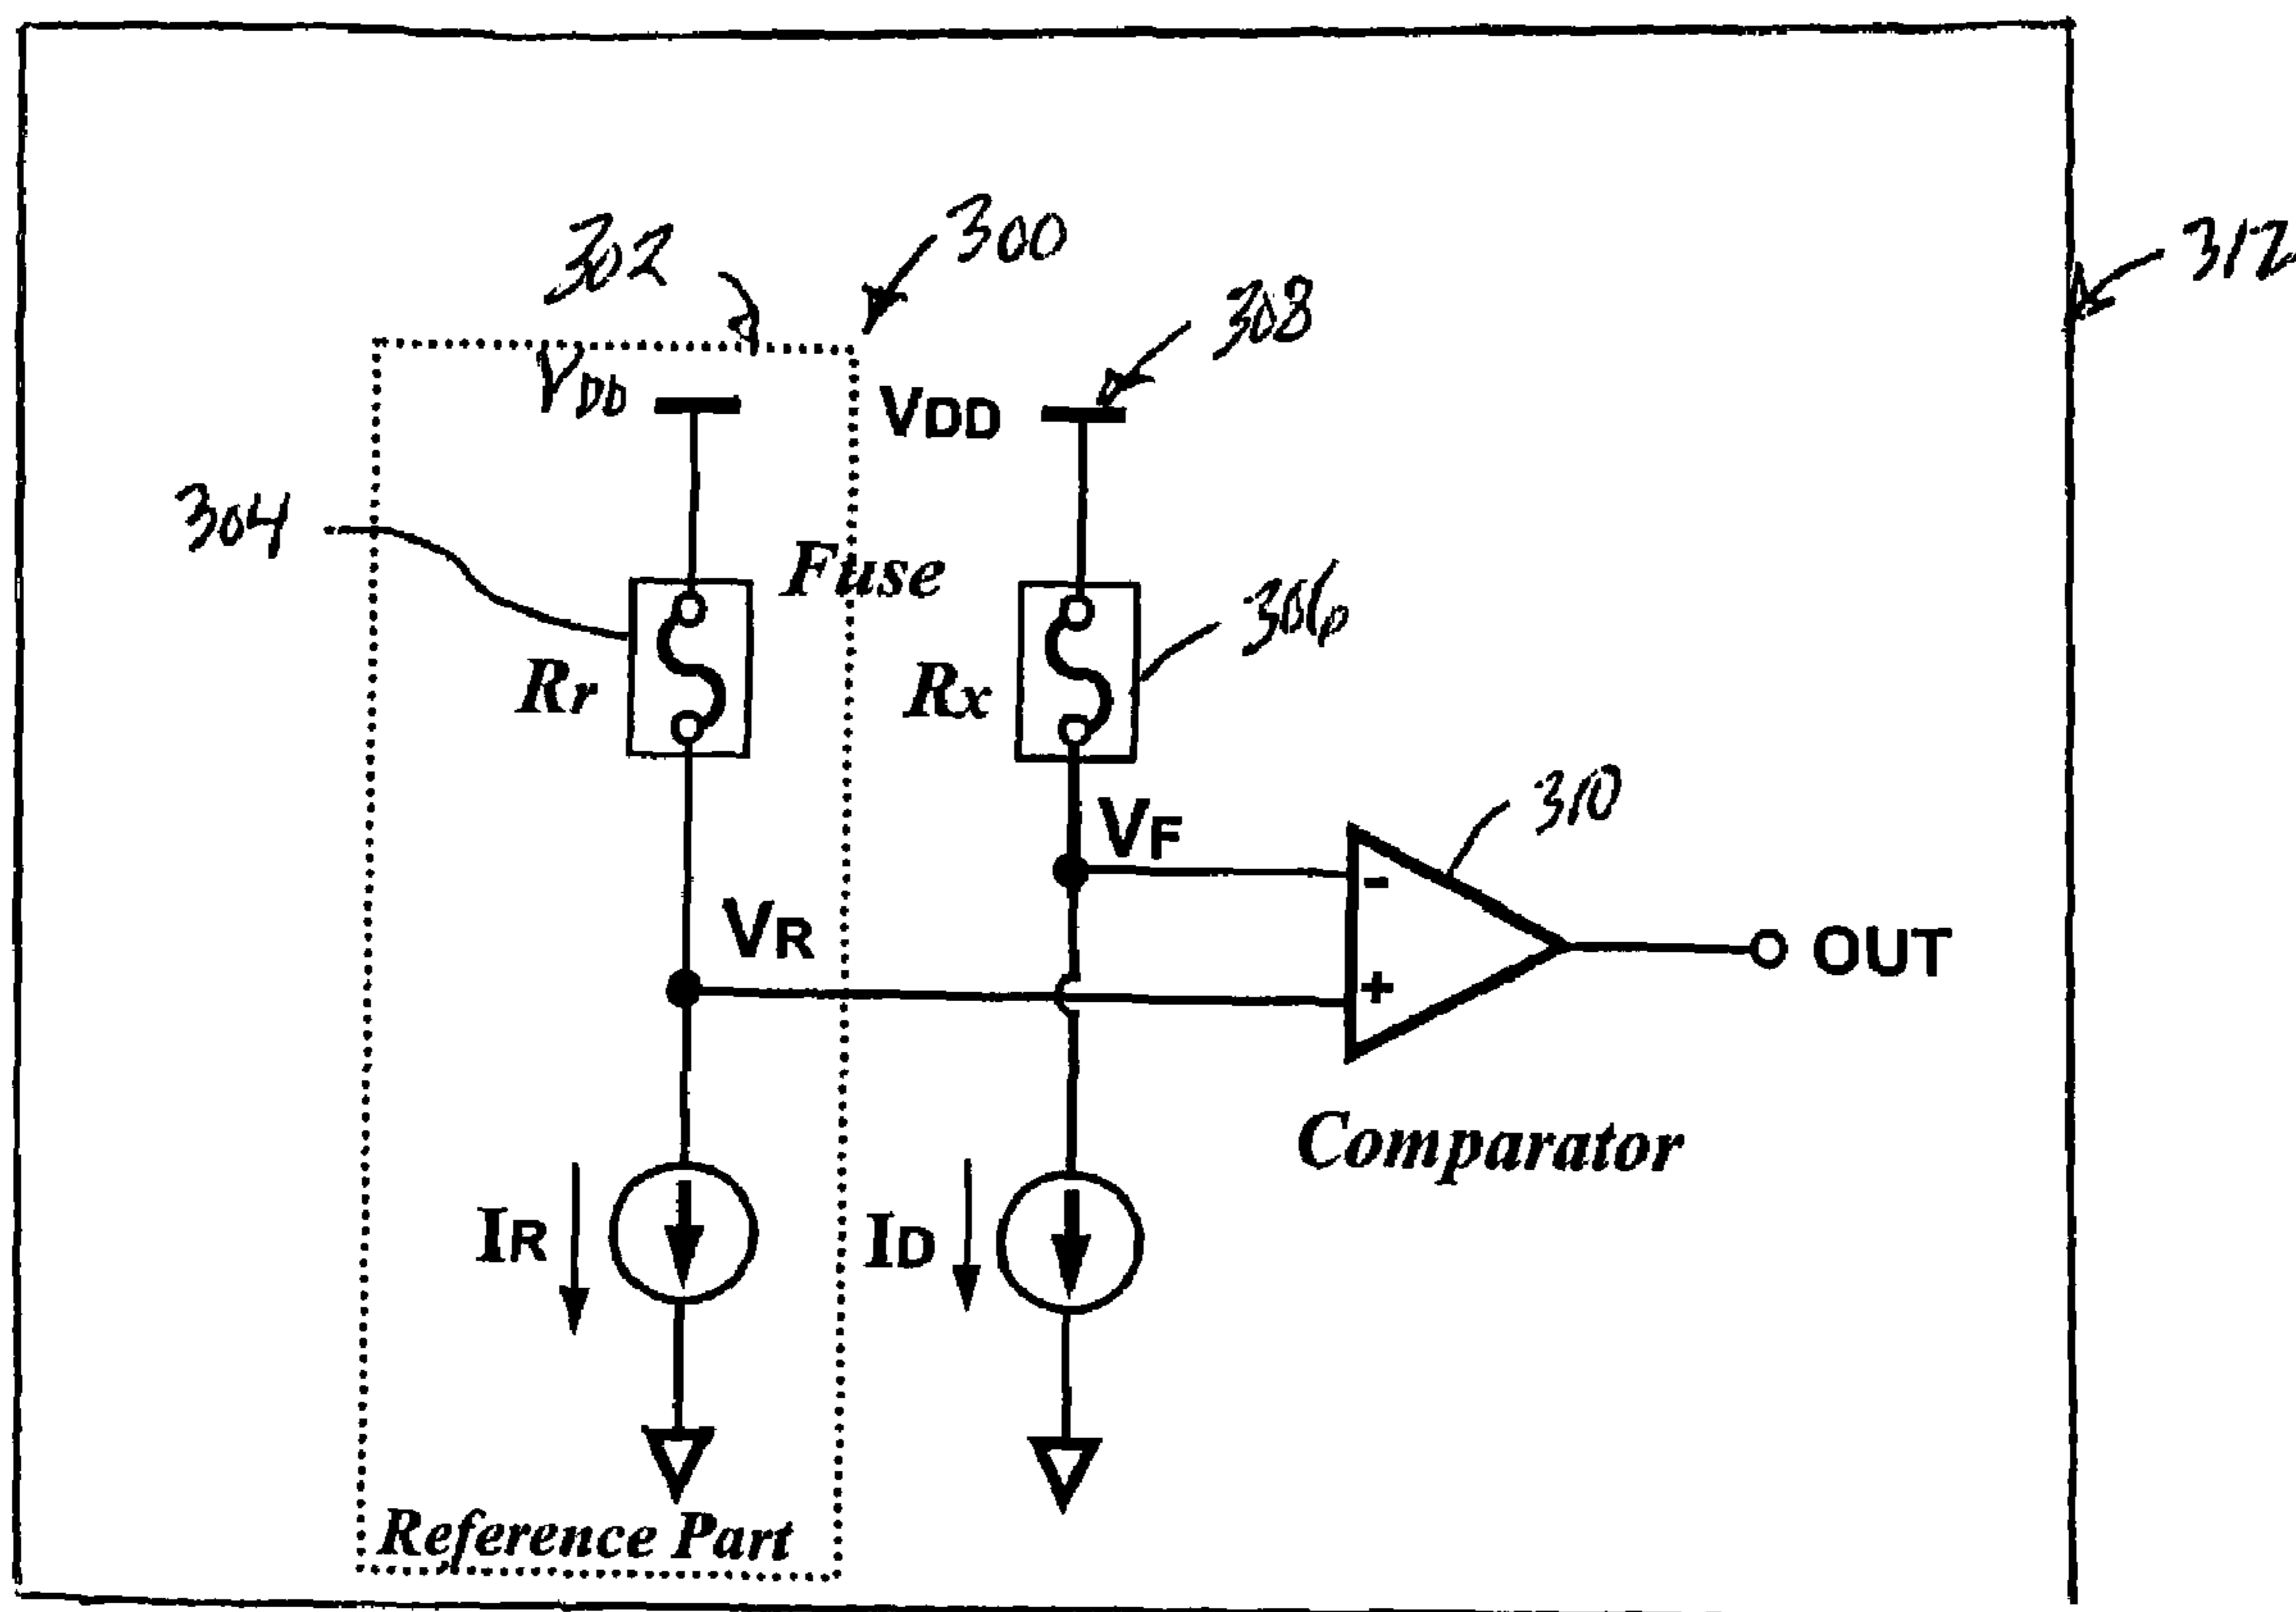 302
300
308
312
VDD
VDD
304
Fuse
306
Rr
Rx
310
VF
-
VR
OUT
+
Comparator
IR
ID
Reference Part